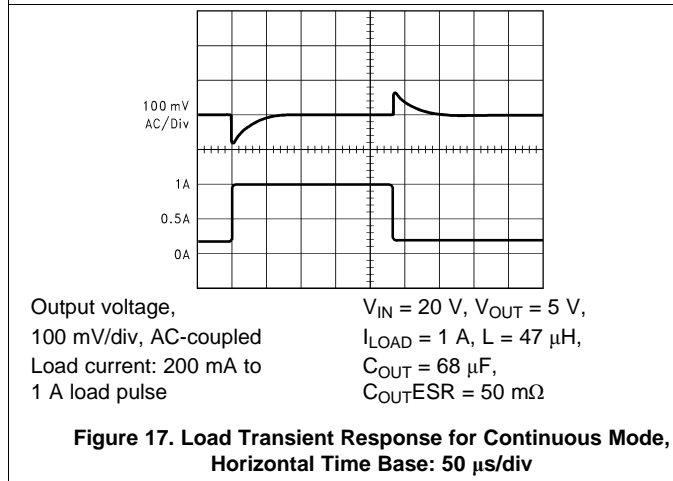 100 mV
AC/Div
1A
0.5A
0A
Output voltage,
100 mV/div, AC-coupled
Load current: 200 mA to
1 A load pulse
V_IN = 20 V, V_OUT = 5 V,
I_LOAD = 1 A, L = 47 μH,
C_OUT = 68 μF,
C_OUT ESR = 50 mΩ
Figure 17. Load Transient Response for Continuous Mode,
Horizontal Time Base: 50 μs/div